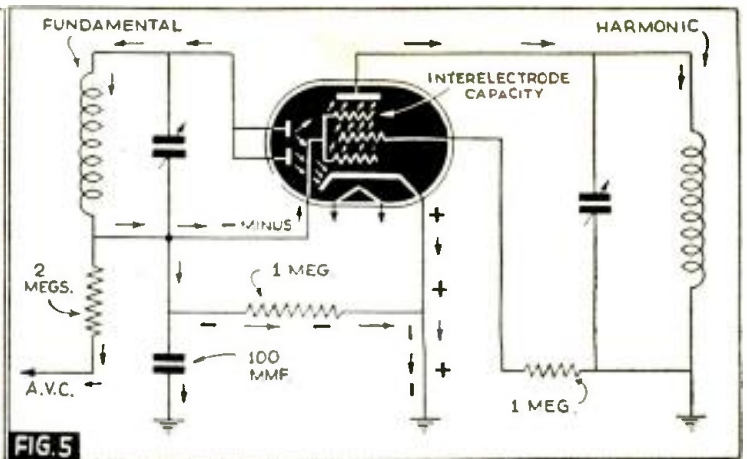 FUNDAMENTAL
HARMONIC
INTERELECTRODE
CAPACITY
- MINUS
2
MEGS.
1 MEG.
+
+
+
- -
-
A.V.C.
100
MMF.
1 MEG.
FIG.5